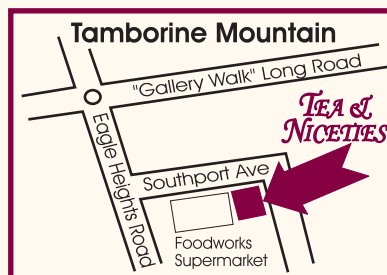 Tamborine Mountain
"Gallery Walk" Long Road
TEA &
NICETIES
Eagle Heights Road
Southport Ave
Foodworks
Supermarket